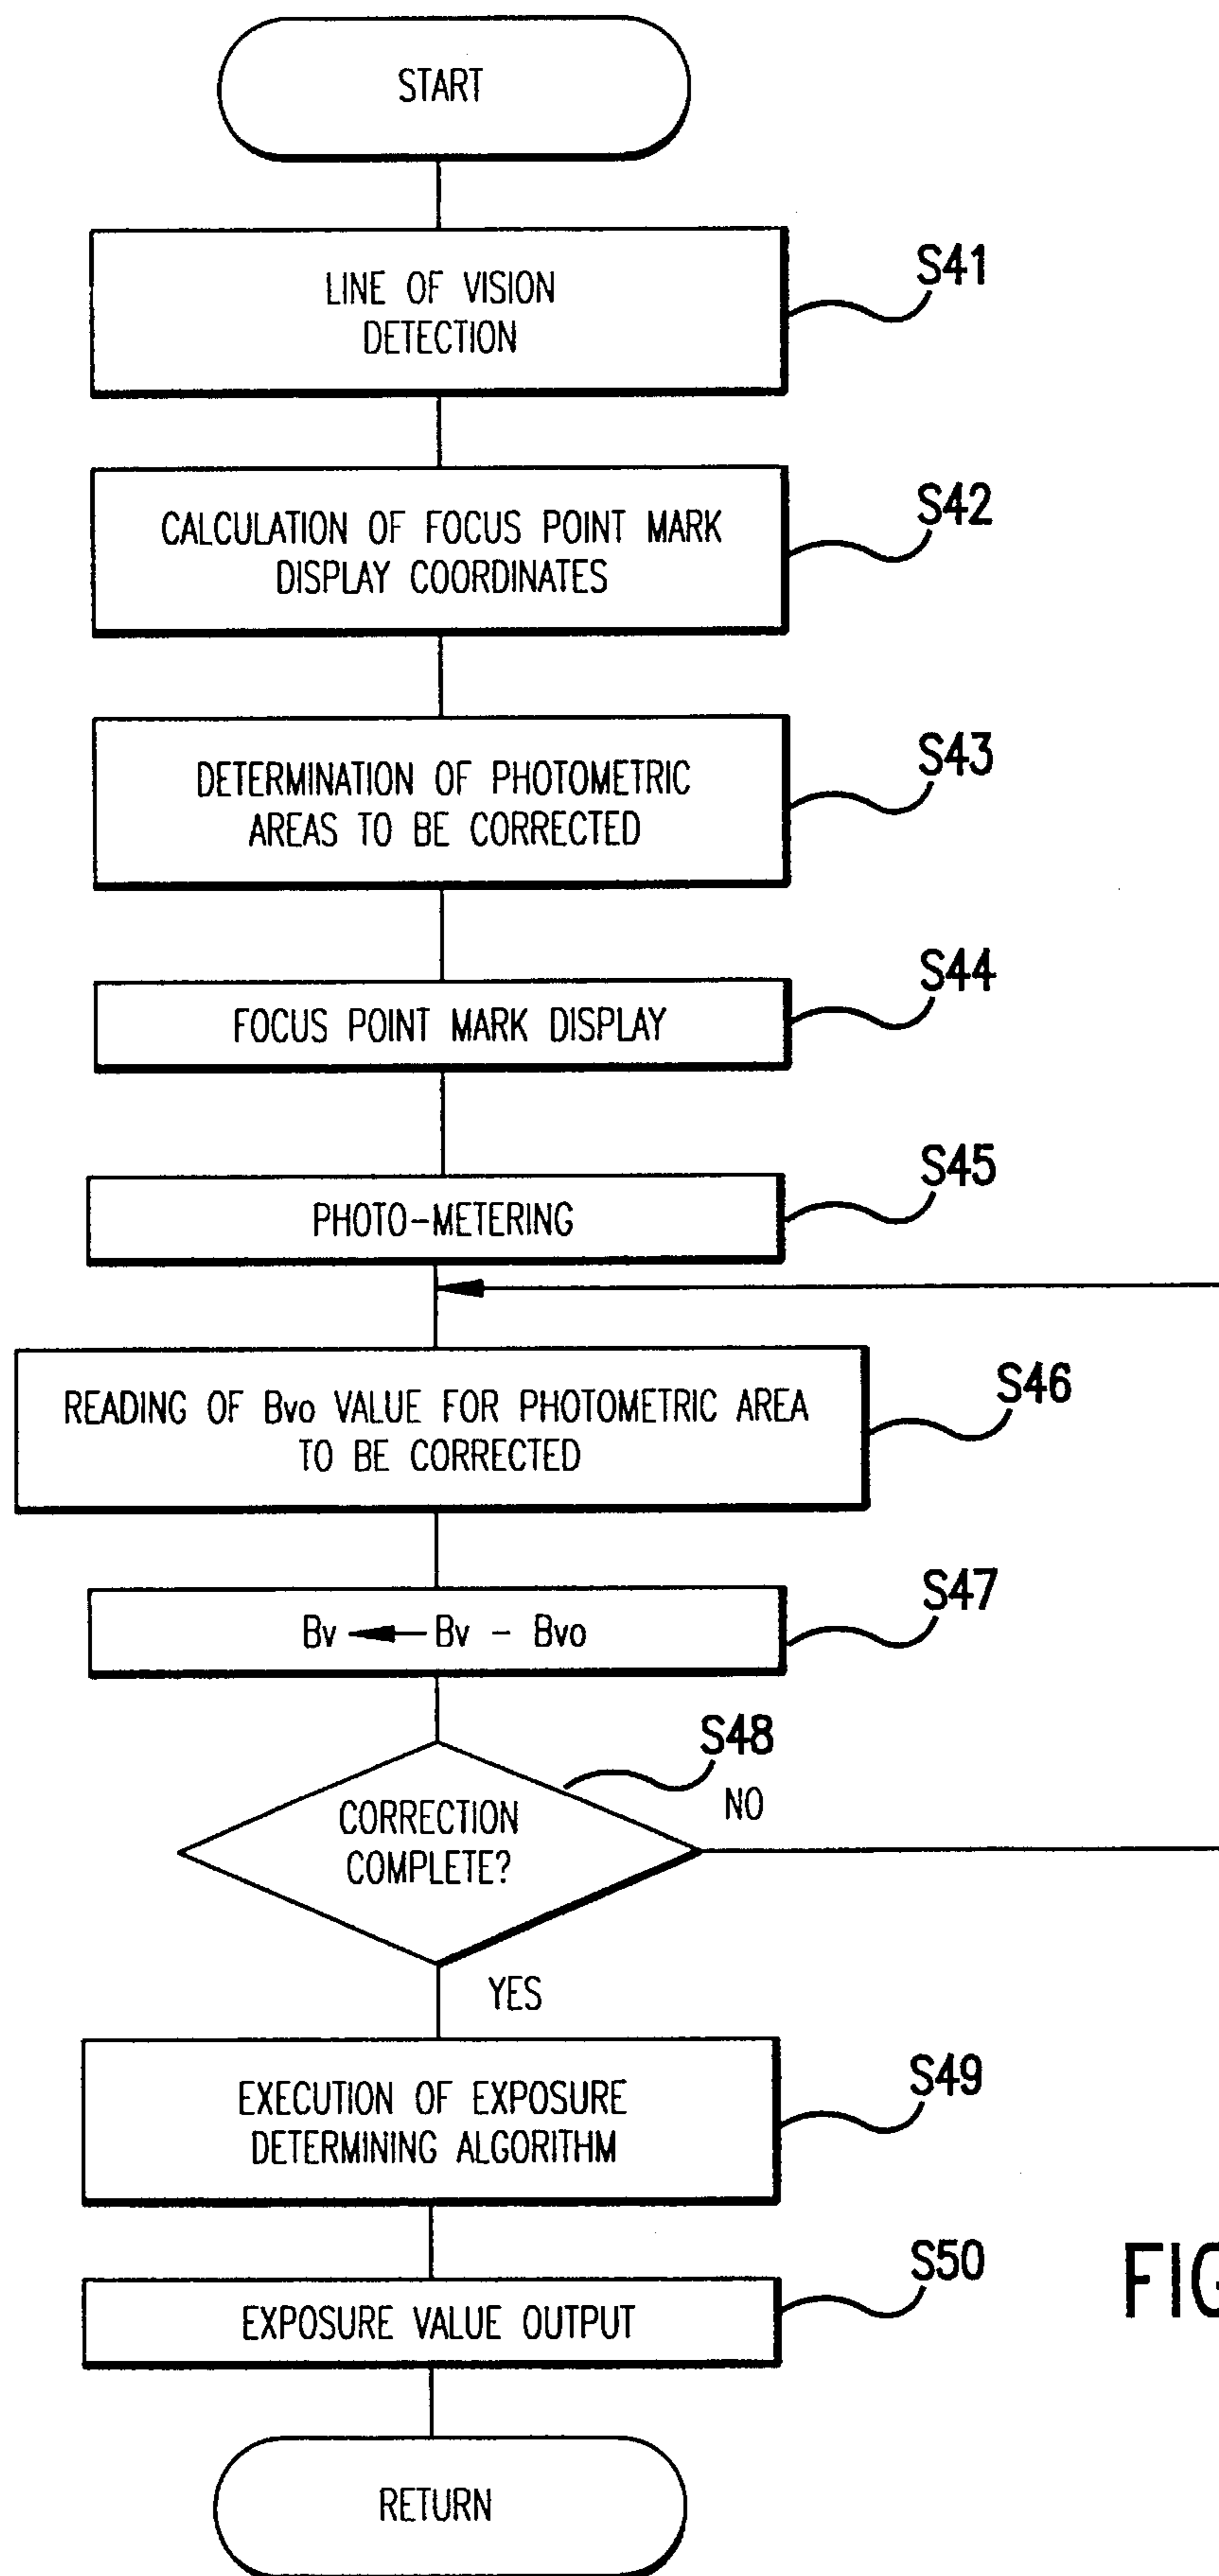 START
LINE OF VISION
DETECTION
S41
CALCULATION OF FOCUS POINT MARK
DISPLAY COORDINATES
S42
DETERMINATION OF PHOTOMETRIC
AREAS TO BE CORRECTED
S43
FOCUS POINT MARK DISPLAY
S44
PHOTO-METERING
S45
READING OF Bvo VALUE FOR PHOTOMETRIC AREA
TO BE CORRECTED
S46
Bv ← Bv - Bvo
S47
CORRECTION
COMPLETE?
S48
NO
YES
EXECUTION OF EXPOSURE
DETERMINING ALGORITHM
S49
EXPOSURE VALUE OUTPUT
S50
RETURN
FIG